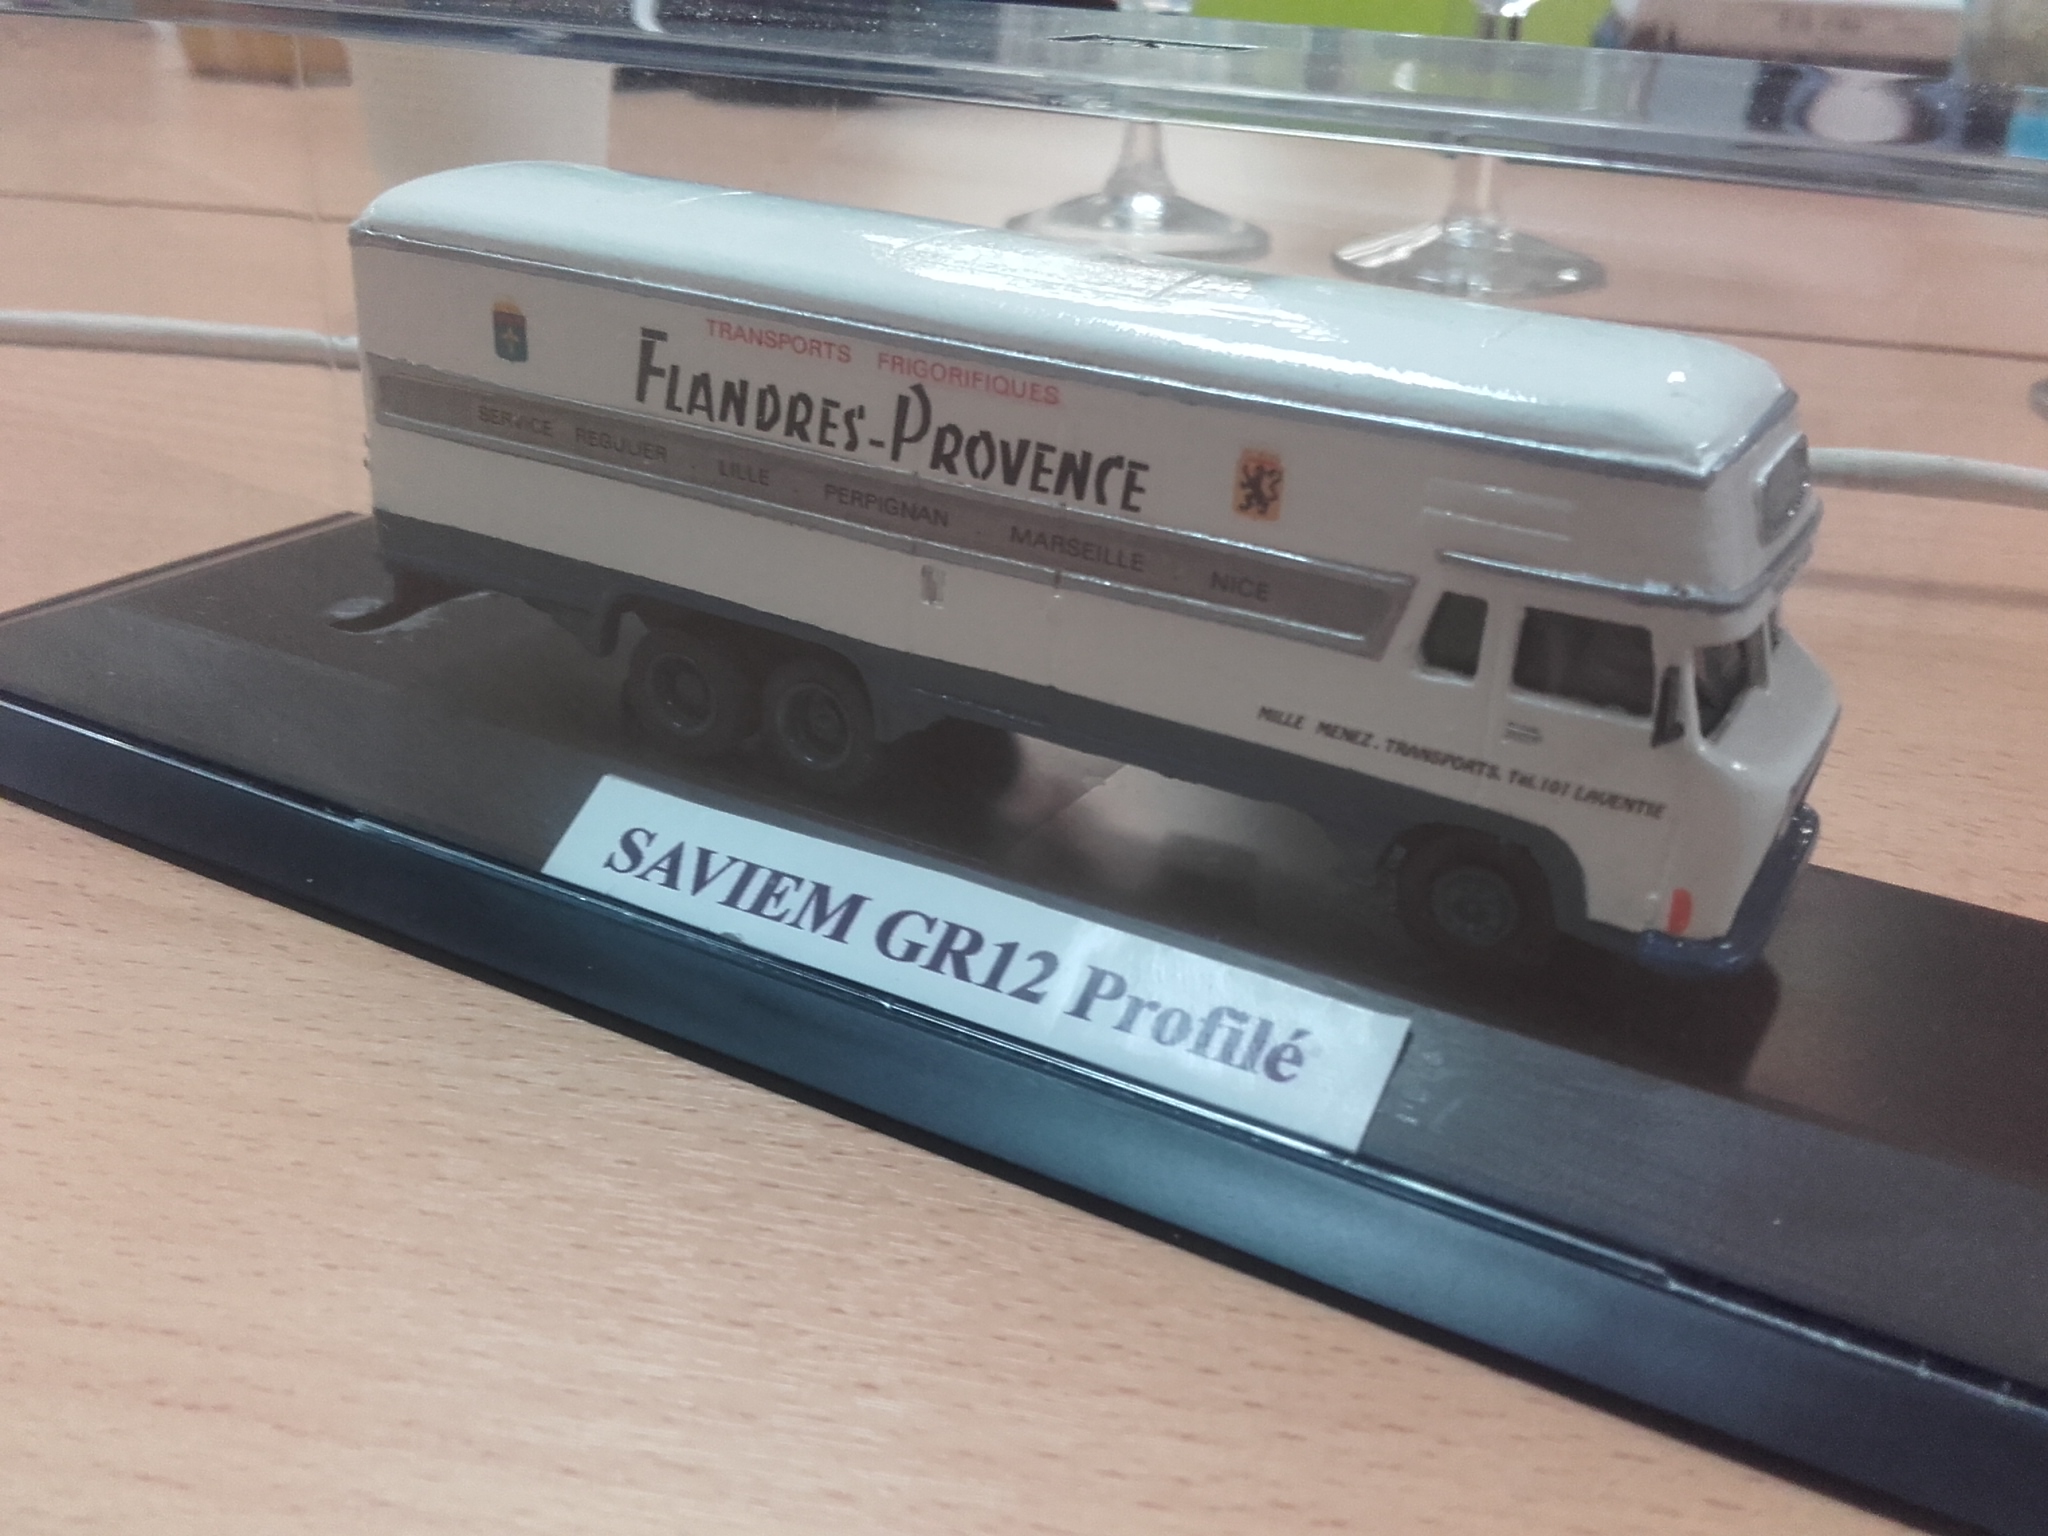 TRANSPORTS FRIGORIFIQUES
FLANDRES-PROVENCE
SERVICE REGULIER . LILLE . PERPIGNAN . MARSEILLE . NICE
MILLE MENEZ. TRANSPORTS. Tel.101 LAVENTIE
SAVIEM GR12 Profilé